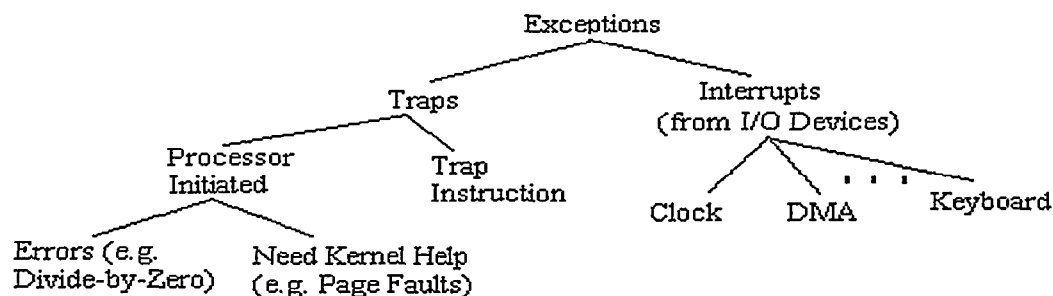 Exceptions
Traps
Interrupts
(from I/O Devices)
Processor
Initiated
Trap
Instruction
Clock
DMA
Keyboard
Errors (e.g.
Divide-by-Zero)
Need Kernel Help
(e.g. Page Faults)